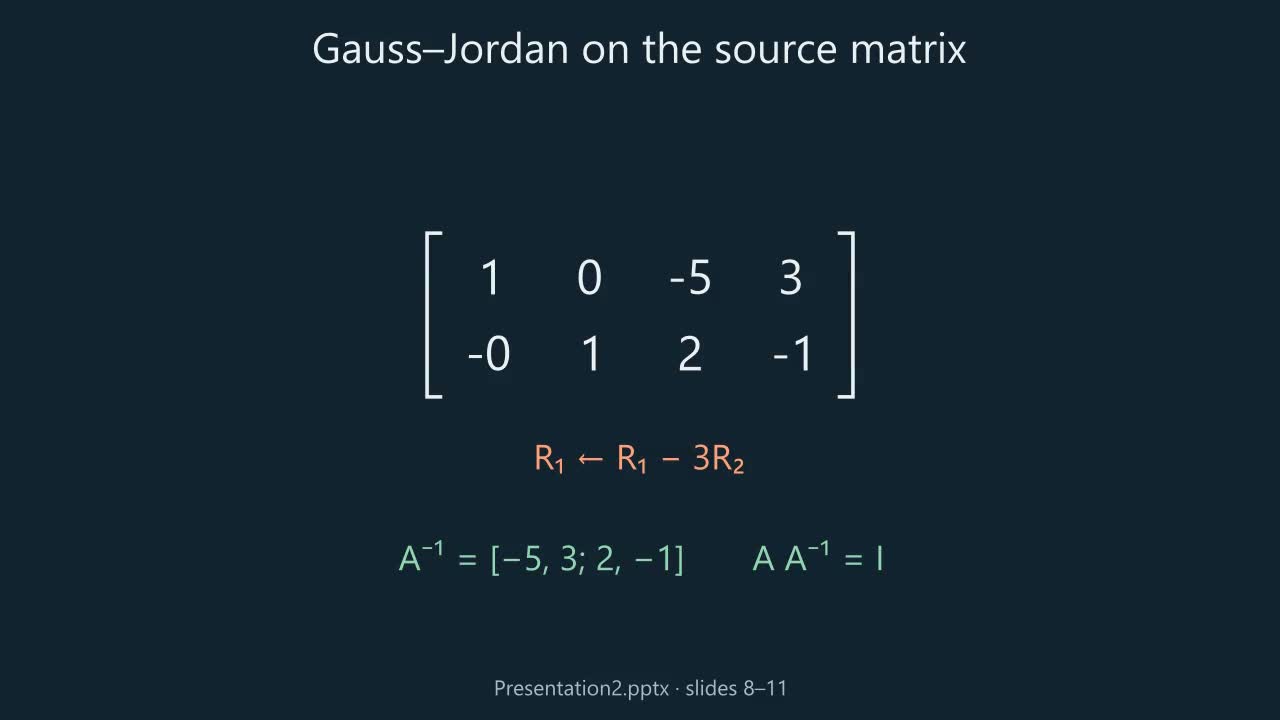 Gauss–Jordan on the source matrix
1 0 -5 3
-0 1 2 -1
R₁ ← R₁ − 3R₂
A⁻¹ = [−5, 3; 2, −1] A A⁻¹ = I
Presentation2.pptx · slides 8–11